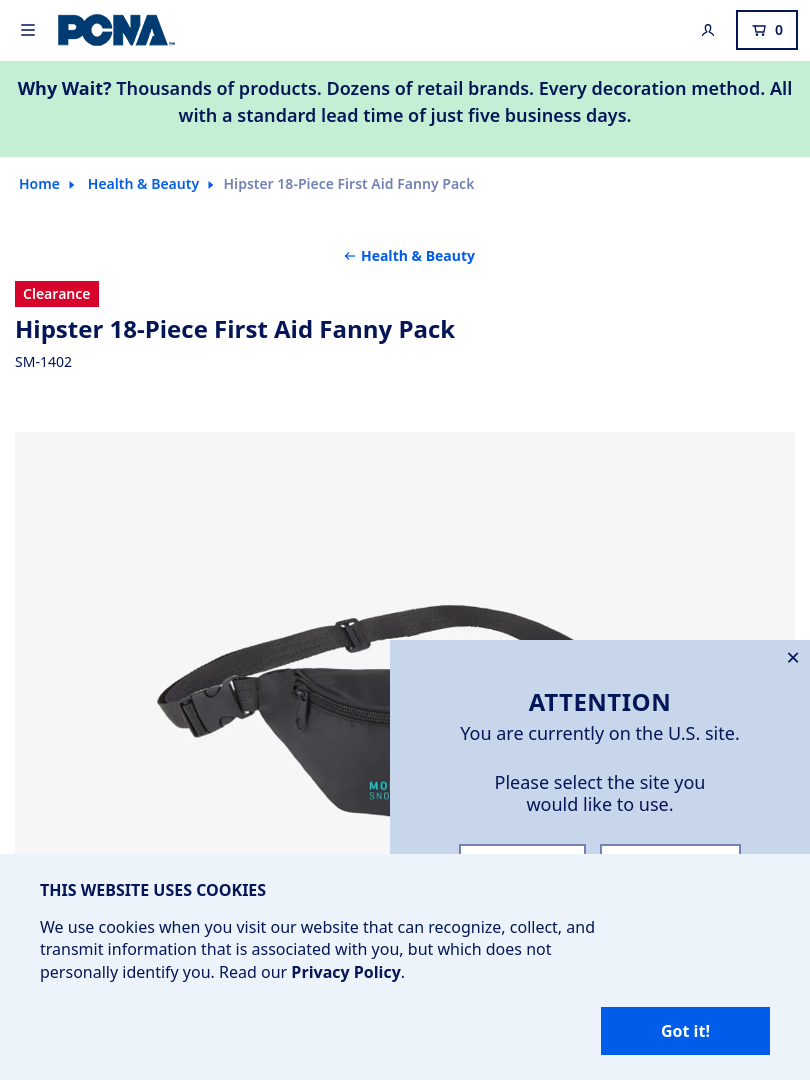 PCNA
0
Why Wait? Thousands of products. Dozens of retail brands. Every decoration method. All
with a standard lead time of just five business days.
Home
Health & Beauty
Hipster 18-Piece First Aid Fanny Pack
Health & Beauty
Clearance
Hipster 18-Piece First Aid Fanny Pack
SM-1402
ATTENTION
You are currently on the U.S. site.
Please select the site you
would like to use.
THIS WEBSITE USES COOKIES
We use cookies when you visit our website that can recognize, collect, and
transmit information that is associated with you, but which does not
personally identify you. Read our Privacy Policy.
Got it!